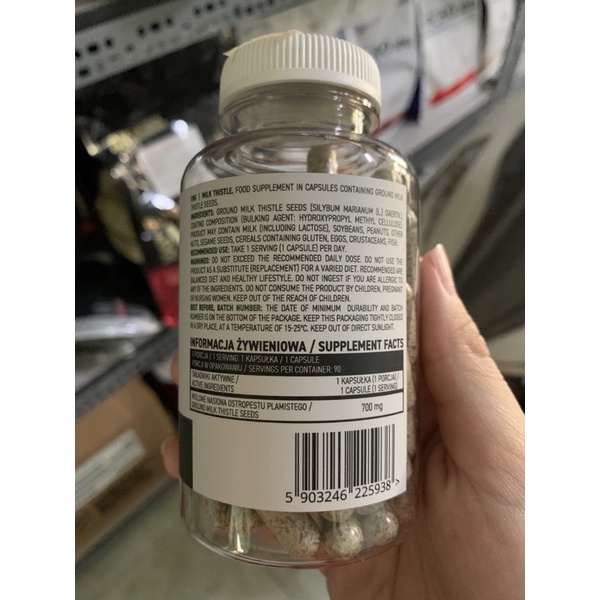 ENG | MILK THISTLE. FOOD SUPPLEMENT IN CAPSULES CONTAINING GROUND MILK
THISTLE SEEDS.
INGREDIENTS: GROUND MILK THISTLE SEEDS (SILYBUM MARIANUM (L.) GAERTN.),
COATING COMPOSITION (BULKING AGENT: HYDROXYPROPYL METHYL CELLULOSE).
PRODUCT MAY CONTAIN MILK (INCLUDING LACTOSE), SOYBEANS, PEANUTS, OTHER
NUTS, SESAME SEEDS, CEREALS CONTAINING GLUTEN, EGGS, CRUSTACEANS, FISH.
RECOMMENDED USE: TAKE 1 SERVING (1 CAPSULE) PER DAY.
WARNINGS: DO NOT EXCEED THE RECOMMENDED DAILY DOSE. DO NOT USE THE
PRODUCT AS A SUBSTITUTE (REPLACEMENT) FOR A VARIED DIET. RECOMMENDED ARE
BALANCED DIET AND HEALTHY LIFESTYLE. DO NOT INGEST IF YOU ARE ALLERGIC TO
ANY OF THE INGREDIENTS. DO NOT CONSUME THE PRODUCT BY CHILDREN, PREGNANT
OR NURSING WOMEN. KEEP OUT OF THE REACH OF CHILDREN.
BEST BEFORE, BATCH NUMBER: THE DATE OF MINIMUM DURABILITY AND BATCH
NUMBER IS ON THE BOTTOM OF THE PACKAGE. KEEP THIS PACKAGING TIGHTLY CLOSED
IN A DRY PLACE, AT A TEMPERATURE OF 15-25°C. KEEP OUT OF DIRECT SUNLIGHT.
INFORMACJA ŻYWIENIOWA / SUPPLEMENT FACTS
1 PORCJA / 1 SERVING: 1 KAPSUŁKA / 1 CAPSULE
PORCJI W OPAKOWANIU / SERVINGS PER CONTAINER: 90
SKŁADNIKI AKTYWNE / 1 KAPSUŁKA (1 PORCJA) /
ACTIVE INGREDIENTS 1 CAPSULE (1 SERVING)
MIELONE NASIONA OSTROPESTU PLAMISTEGO / 700 mg
GROUND MILK THISTLE SEEDS
5 903246 225938 >